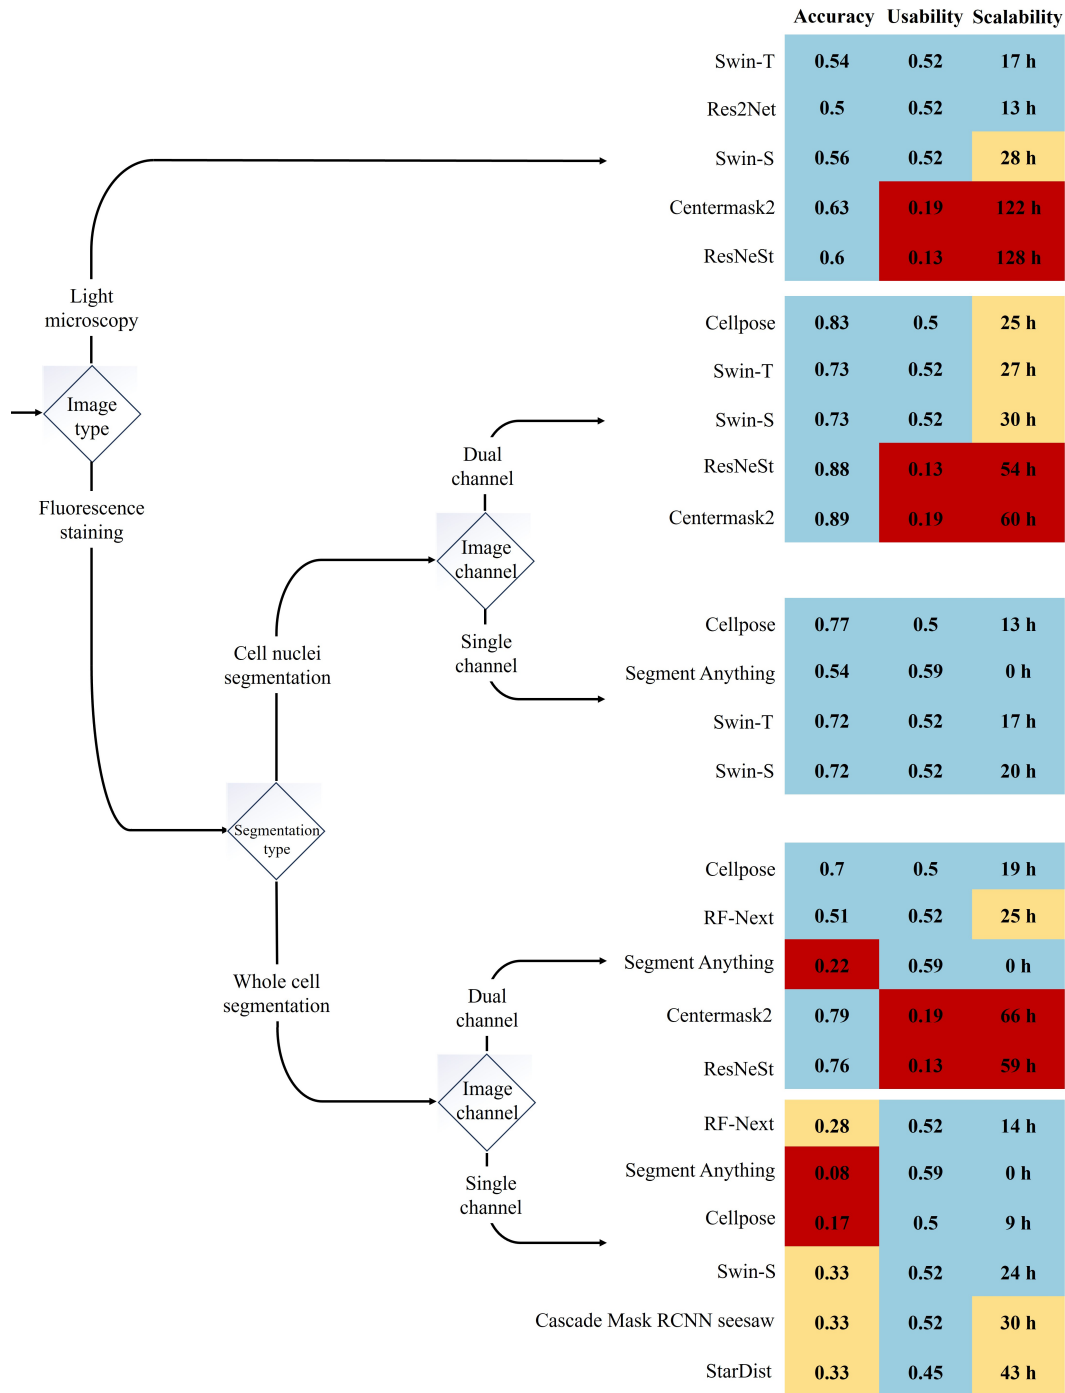 Accuracy Usability Scalability
Swin-T 0.54 0.52 17 h
Res2Net 0.5 0.52 13 h
Swin-S 0.56 0.52 28 h
Centermask2 0.63 0.19 122 h
ResNeSt 0.6 0.13 128 h
Light
microscopy
Image
type
Fluorescence
staining
Cellpose 0.83 0.5 25 h
Swin-T 0.73 0.52 27 h
Swin-S 0.73 0.52 30 h
ResNeSt 0.88 0.13 54 h
Centermask2 0.89 0.19 60 h
Dual
channel
Image
channel
Single
channel
Cell nuclei
segmentation
Cellpose 0.77 0.5 13 h
Segment Anything 0.54 0.59 0 h
Swin-T 0.72 0.52 17 h
Swin-S 0.72 0.52 20 h
Segmentation
type
Whole cell
segmentation
Cellpose 0.7 0.5 19 h
RF-Next 0.51 0.52 25 h
Segment Anything 0.22 0.59 0 h
Centermask2 0.79 0.19 66 h
ResNeSt 0.76 0.13 59 h
Dual
channel
Image
channel
Single
channel
RF-Next 0.28 0.52 14 h
Segment Anything 0.08 0.59 0 h
Cellpose 0.17 0.5 9 h
Swin-S 0.33 0.52 24 h
Cascade Mask RCNN seesaw 0.33 0.52 30 h
StarDist 0.33 0.45 43 h